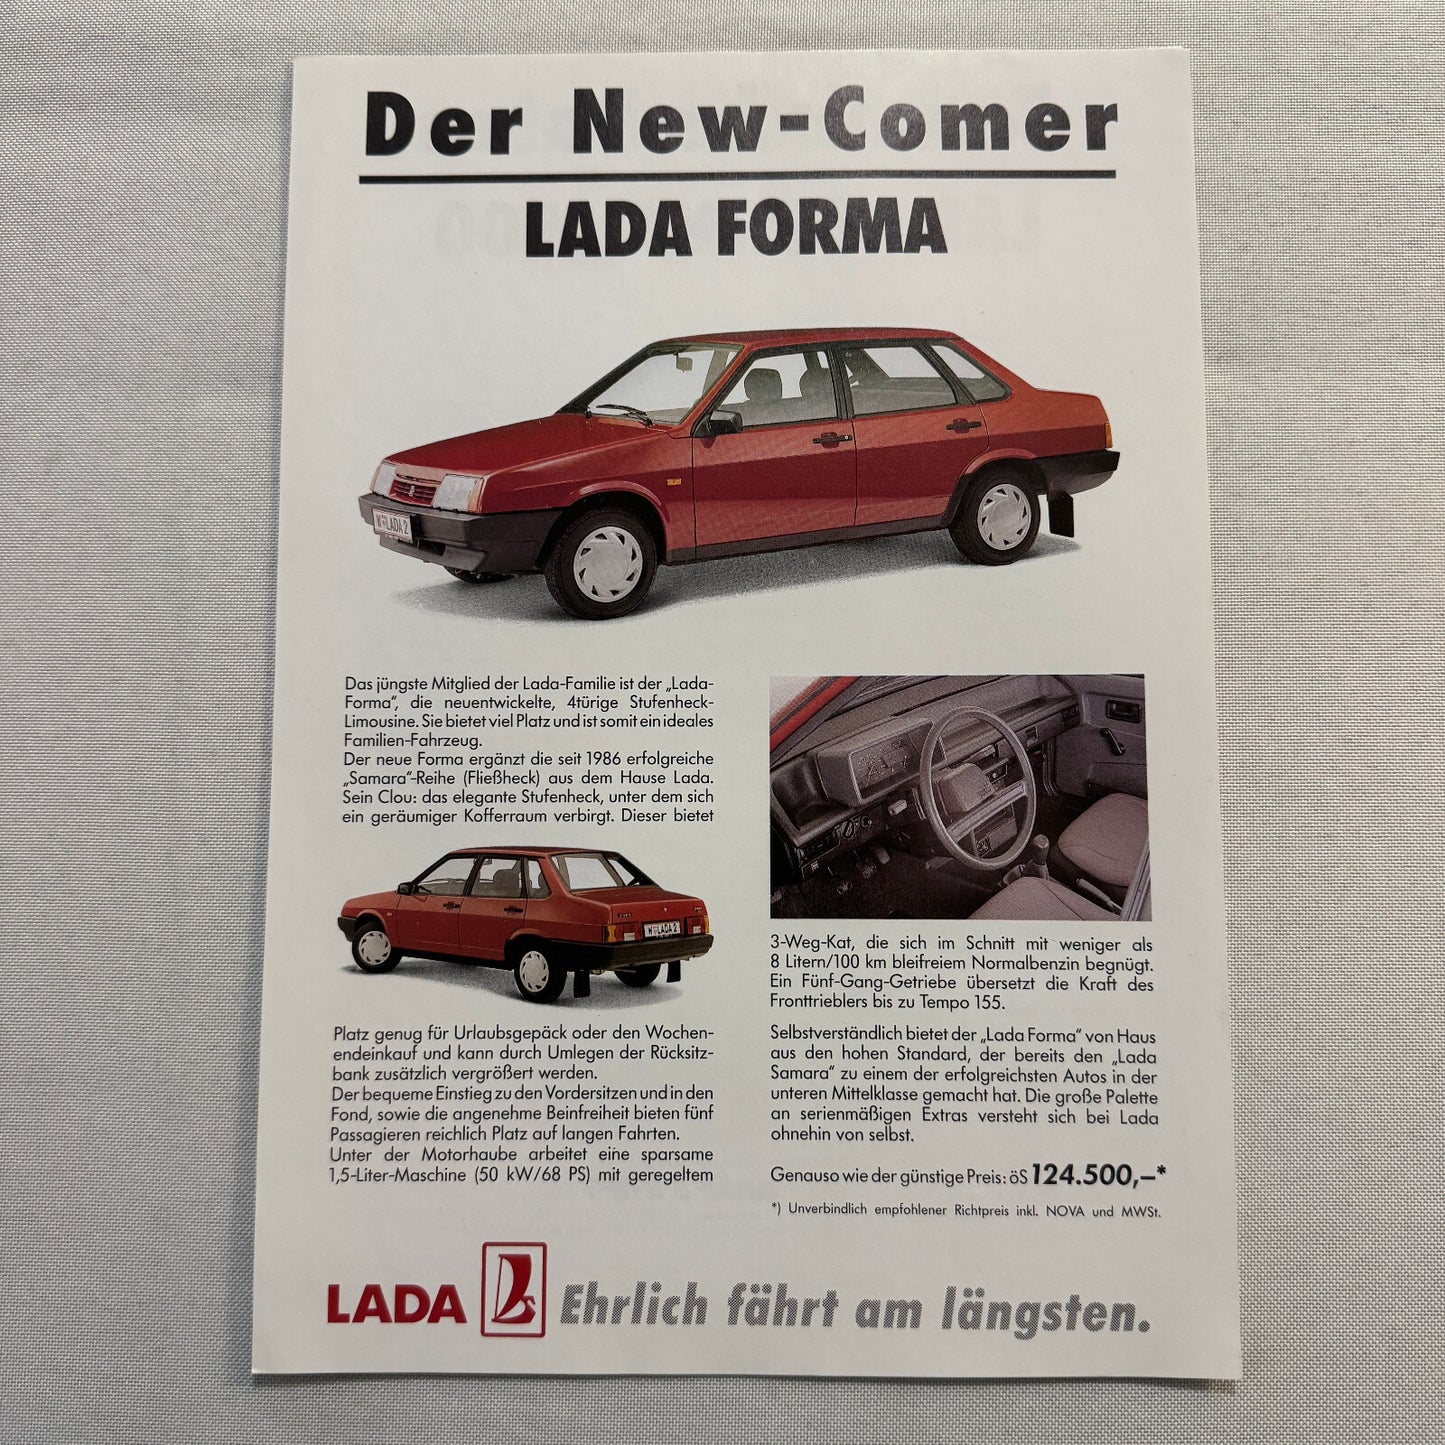 Der New-Comer
LADA FORMA
W LADA 2
Das jüngste Mitglied der Lada-Familie ist der „Lada-
Forma“, die neuentwickelte, 4türige Stufenheck-
Limousine. Sie bietet viel Platz und ist somit ein ideales
Familien-Fahrzeug.
Der neue Forma ergänzt die seit 1986 erfolgreiche
„Samara“-Reihe (Fließheck) aus dem Hause Lada.
Sein Clou: das elegante Stufenheck, unter dem sich
ein geräumiger Kofferraum verbirgt. Dieser bietet
W LADA 2
Platz genug für Urlaubsgepäck oder den Wochen-
endeinkauf und kann durch Umlegen der Rücksitz-
bank zusätzlich vergrößert werden.
Der bequeme Einstieg zu den Vordersitzen und in den
Fond, sowie die angenehme Beinfreiheit bieten fünf
Passagieren reichlich Platz auf langen Fahrten.
Unter der Motorhaube arbeitet eine sparsame
1,5-Liter-Maschine (50 kW/68 PS) mit geregeltem
3-Weg-Kat, die sich im Schnitt mit weniger als
8 Litern/100 km bleifreiem Normalbenzin begnügt.
Ein Fünf-Gang-Getriebe übersetzt die Kraft des
Fronttrieblers bis zu Tempo 155.
Selbstverständlich bietet der „Lada Forma“ von Haus
aus den hohen Standard, der bereits den „Lada
Samara“ zu einem der erfolgreichsten Autos in der
unteren Mittelklasse gemacht hat. Die große Palette
an serienmäßigen Extras versteht sich bei Lada
ohnehin von selbst.
Genauso wie der günstige Preis: öS 124.500,–*
*) Unverbindlich empfohlener Richtpreis inkl. NOVA und MWSt.
LADA Ehrlich fährt am längsten.